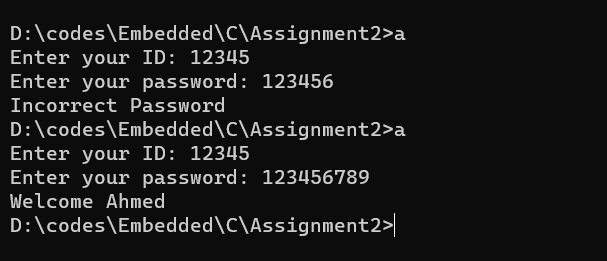 D:\codes\Embedded\C\Assignment2>a
Enter your ID: 12345
Enter your password: 123456
Incorrect Password
D:\codes\Embedded\C\Assignment2>a
Enter your ID: 12345
Enter your password: 123456789
Welcome Ahmed
D:\codes\Embedded\C\Assignment2>